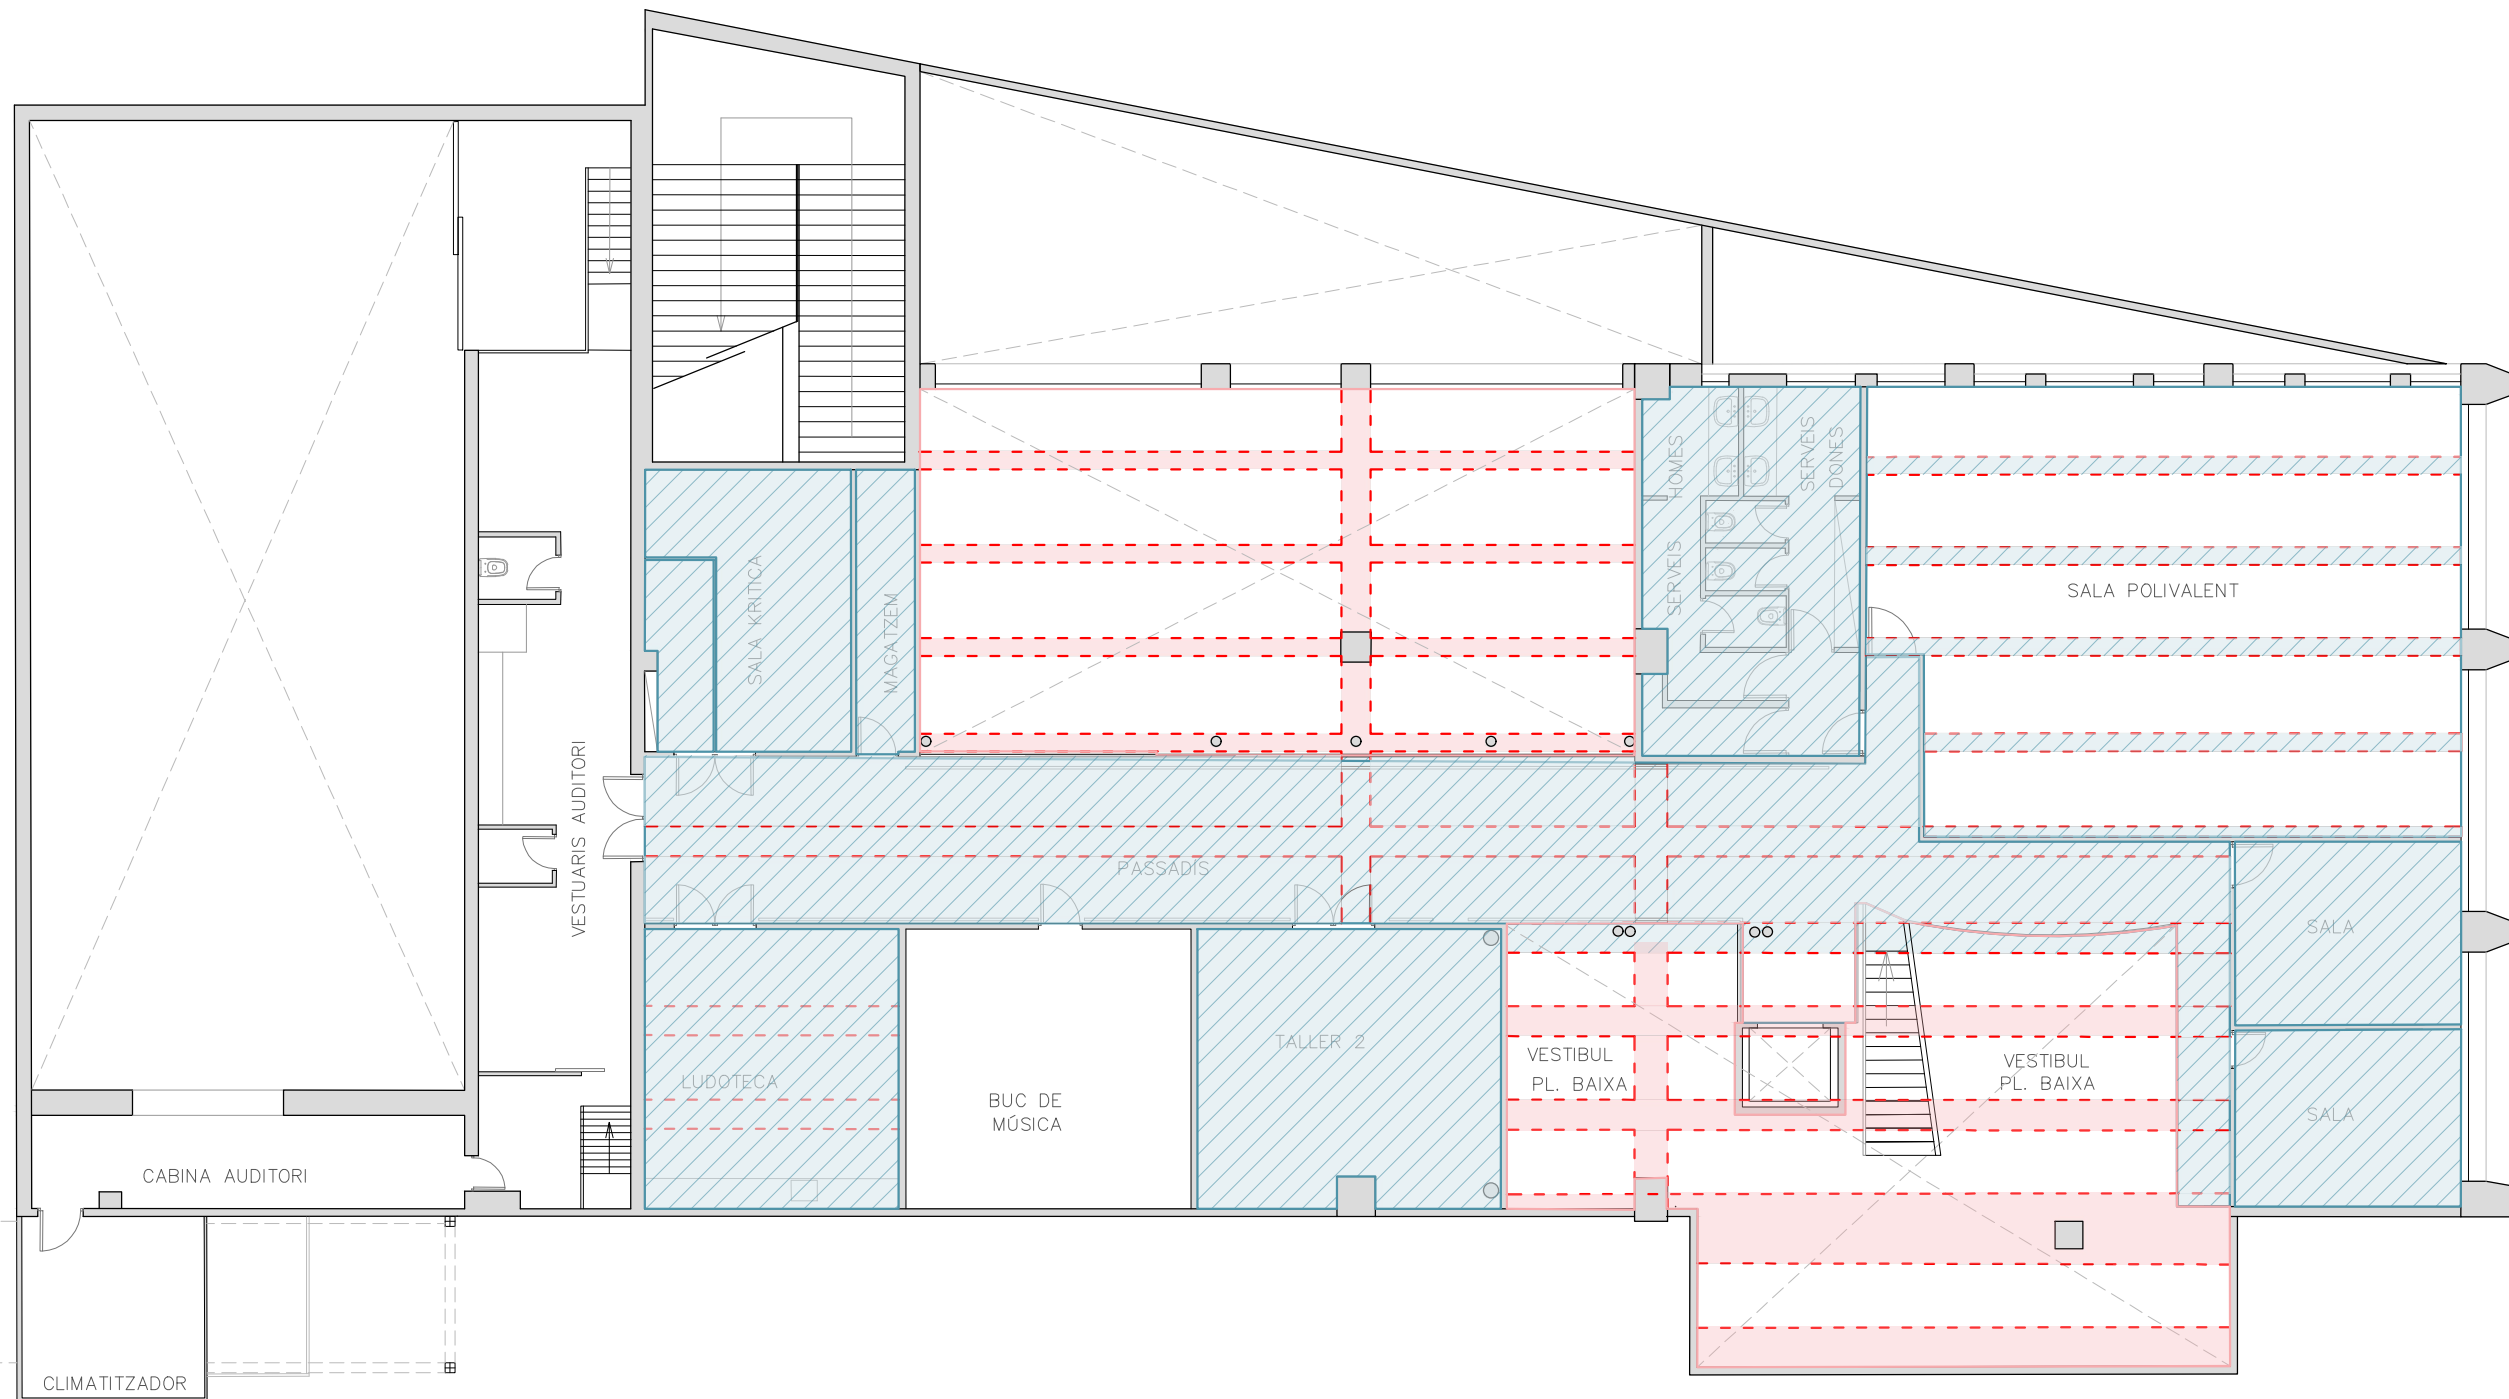 SERVEIS HOMES
SERVEIS
DONES
SALA KRITICA
MAGATZEM
SALA POLIVALENT
VESTUARIS AUDITORI
PASSADÍS
SALA
LUDOTECA
BUC DE
MÚSICA
TALLER 2
VESTIBUL
PL. BAIXA
VESTIBUL
PL. BAIXA
SALA
CABINA AUDITORI
CLIMATITZADOR